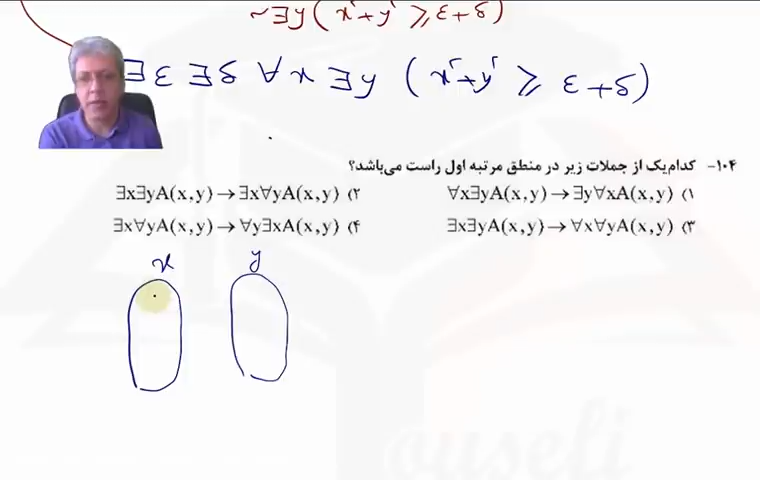 ~∃y(x²+y² ≥ ε+δ)
∃ε ∃δ ∀x ∃y (x²+y² ≥ ε+δ)
۱۰۴- کدام‌یک از جملات زیر در منطق مرتبه اول راست می‌باشد؟
۱) ∀x∃yA(x,y)→∃y∀xA(x,y) ۲) ∃x∃yA(x,y)→∃x∀yA(x,y)
۳) ∃x∃yA(x,y)→∀x∀yA(x,y) ۴) ∃x∀yA(x,y)→∀y∃xA(x,y)
x y
ouseli